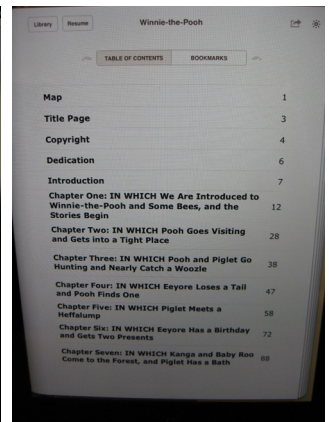 Library Resume Winnie-the-Pooh
TABLE OF CONTENTS BOOKMARKS
Map 1
Title Page 3
Copyright 4
Dedication 6
Introduction 7
Chapter One: IN WHICH We Are Introduced to
Winnie-the-Pooh and Some Bees, and the 12
Stories Begin
Chapter Two: IN WHICH Pooh Goes Visiting
and Gets into a Tight Place 28
Chapter Three: IN WHICH Pooh and Piglet Go
Hunting and Nearly Catch a Woozle 38
Chapter Four: IN WHICH Eeyore Loses a Tail
and Pooh Finds One 47
Chapter Five: IN WHICH Piglet Meets a
Heffalump 58
Chapter Six: IN WHICH Eeyore Has a Birthday
and Gets Two Presents 72
Chapter Seven: IN WHICH Kanga and Baby Roo
Come to the Forest, and Piglet Has a Bath 88